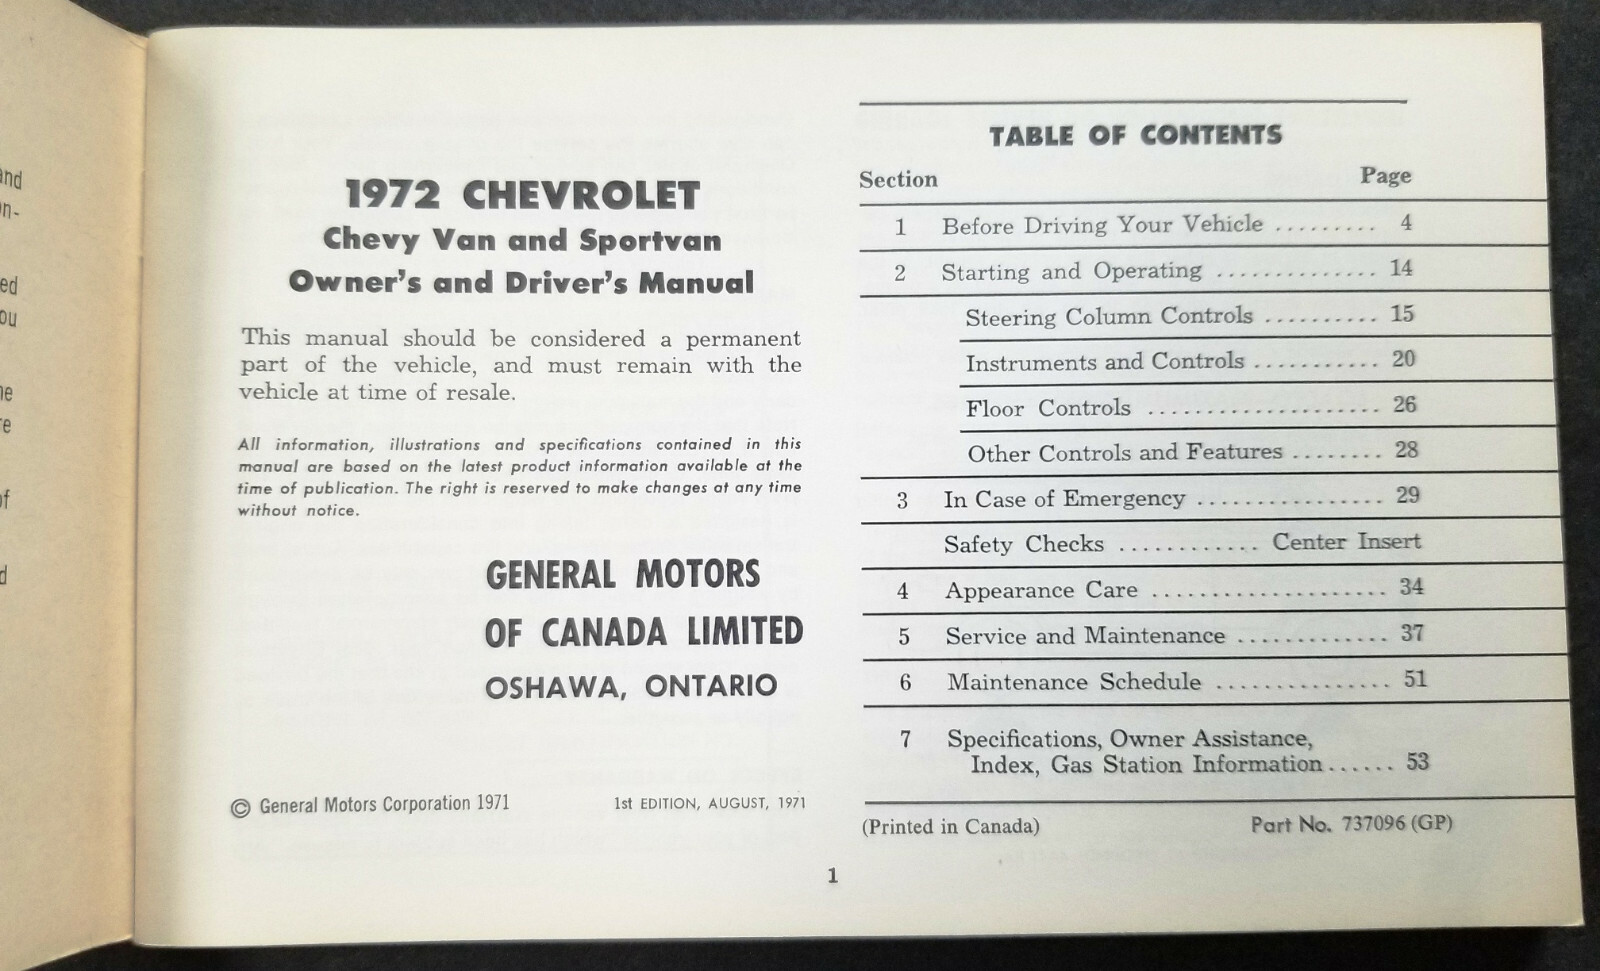 and
n-
ed
ou
ne
re
of
d
1972 CHEVROLET
Chevy Van and Sportvan
Owner's and Driver's Manual
This manual should be considered a permanent
part of the vehicle, and must remain with the
vehicle at time of resale.
All information, illustrations and specifications contained in this
manual are based on the latest product information available at the
time of publication. The right is reserved to make changes at any time
without notice.
GENERAL MOTORS
OF CANADA LIMITED
OSHAWA, ONTARIO
© General Motors Corporation 1971 1st EDITION, AUGUST, 1971
TABLE OF CONTENTS
Section Page
1 Before Driving Your Vehicle ......... 4
2 Starting and Operating .............. 14
Steering Column Controls .......... 15
Instruments and Controls ........... 20
Floor Controls .................... 26
Other Controls and Features ........ 28
3 In Case of Emergency ................ 29
Safety Checks ............ Center Insert
4 Appearance Care .................... 34
5 Service and Maintenance ............. 37
6 Maintenance Schedule ............... 51
7 Specifications, Owner Assistance,
Index, Gas Station Information...... 53
(Printed in Canada) Part No. 737096 (GP)
1